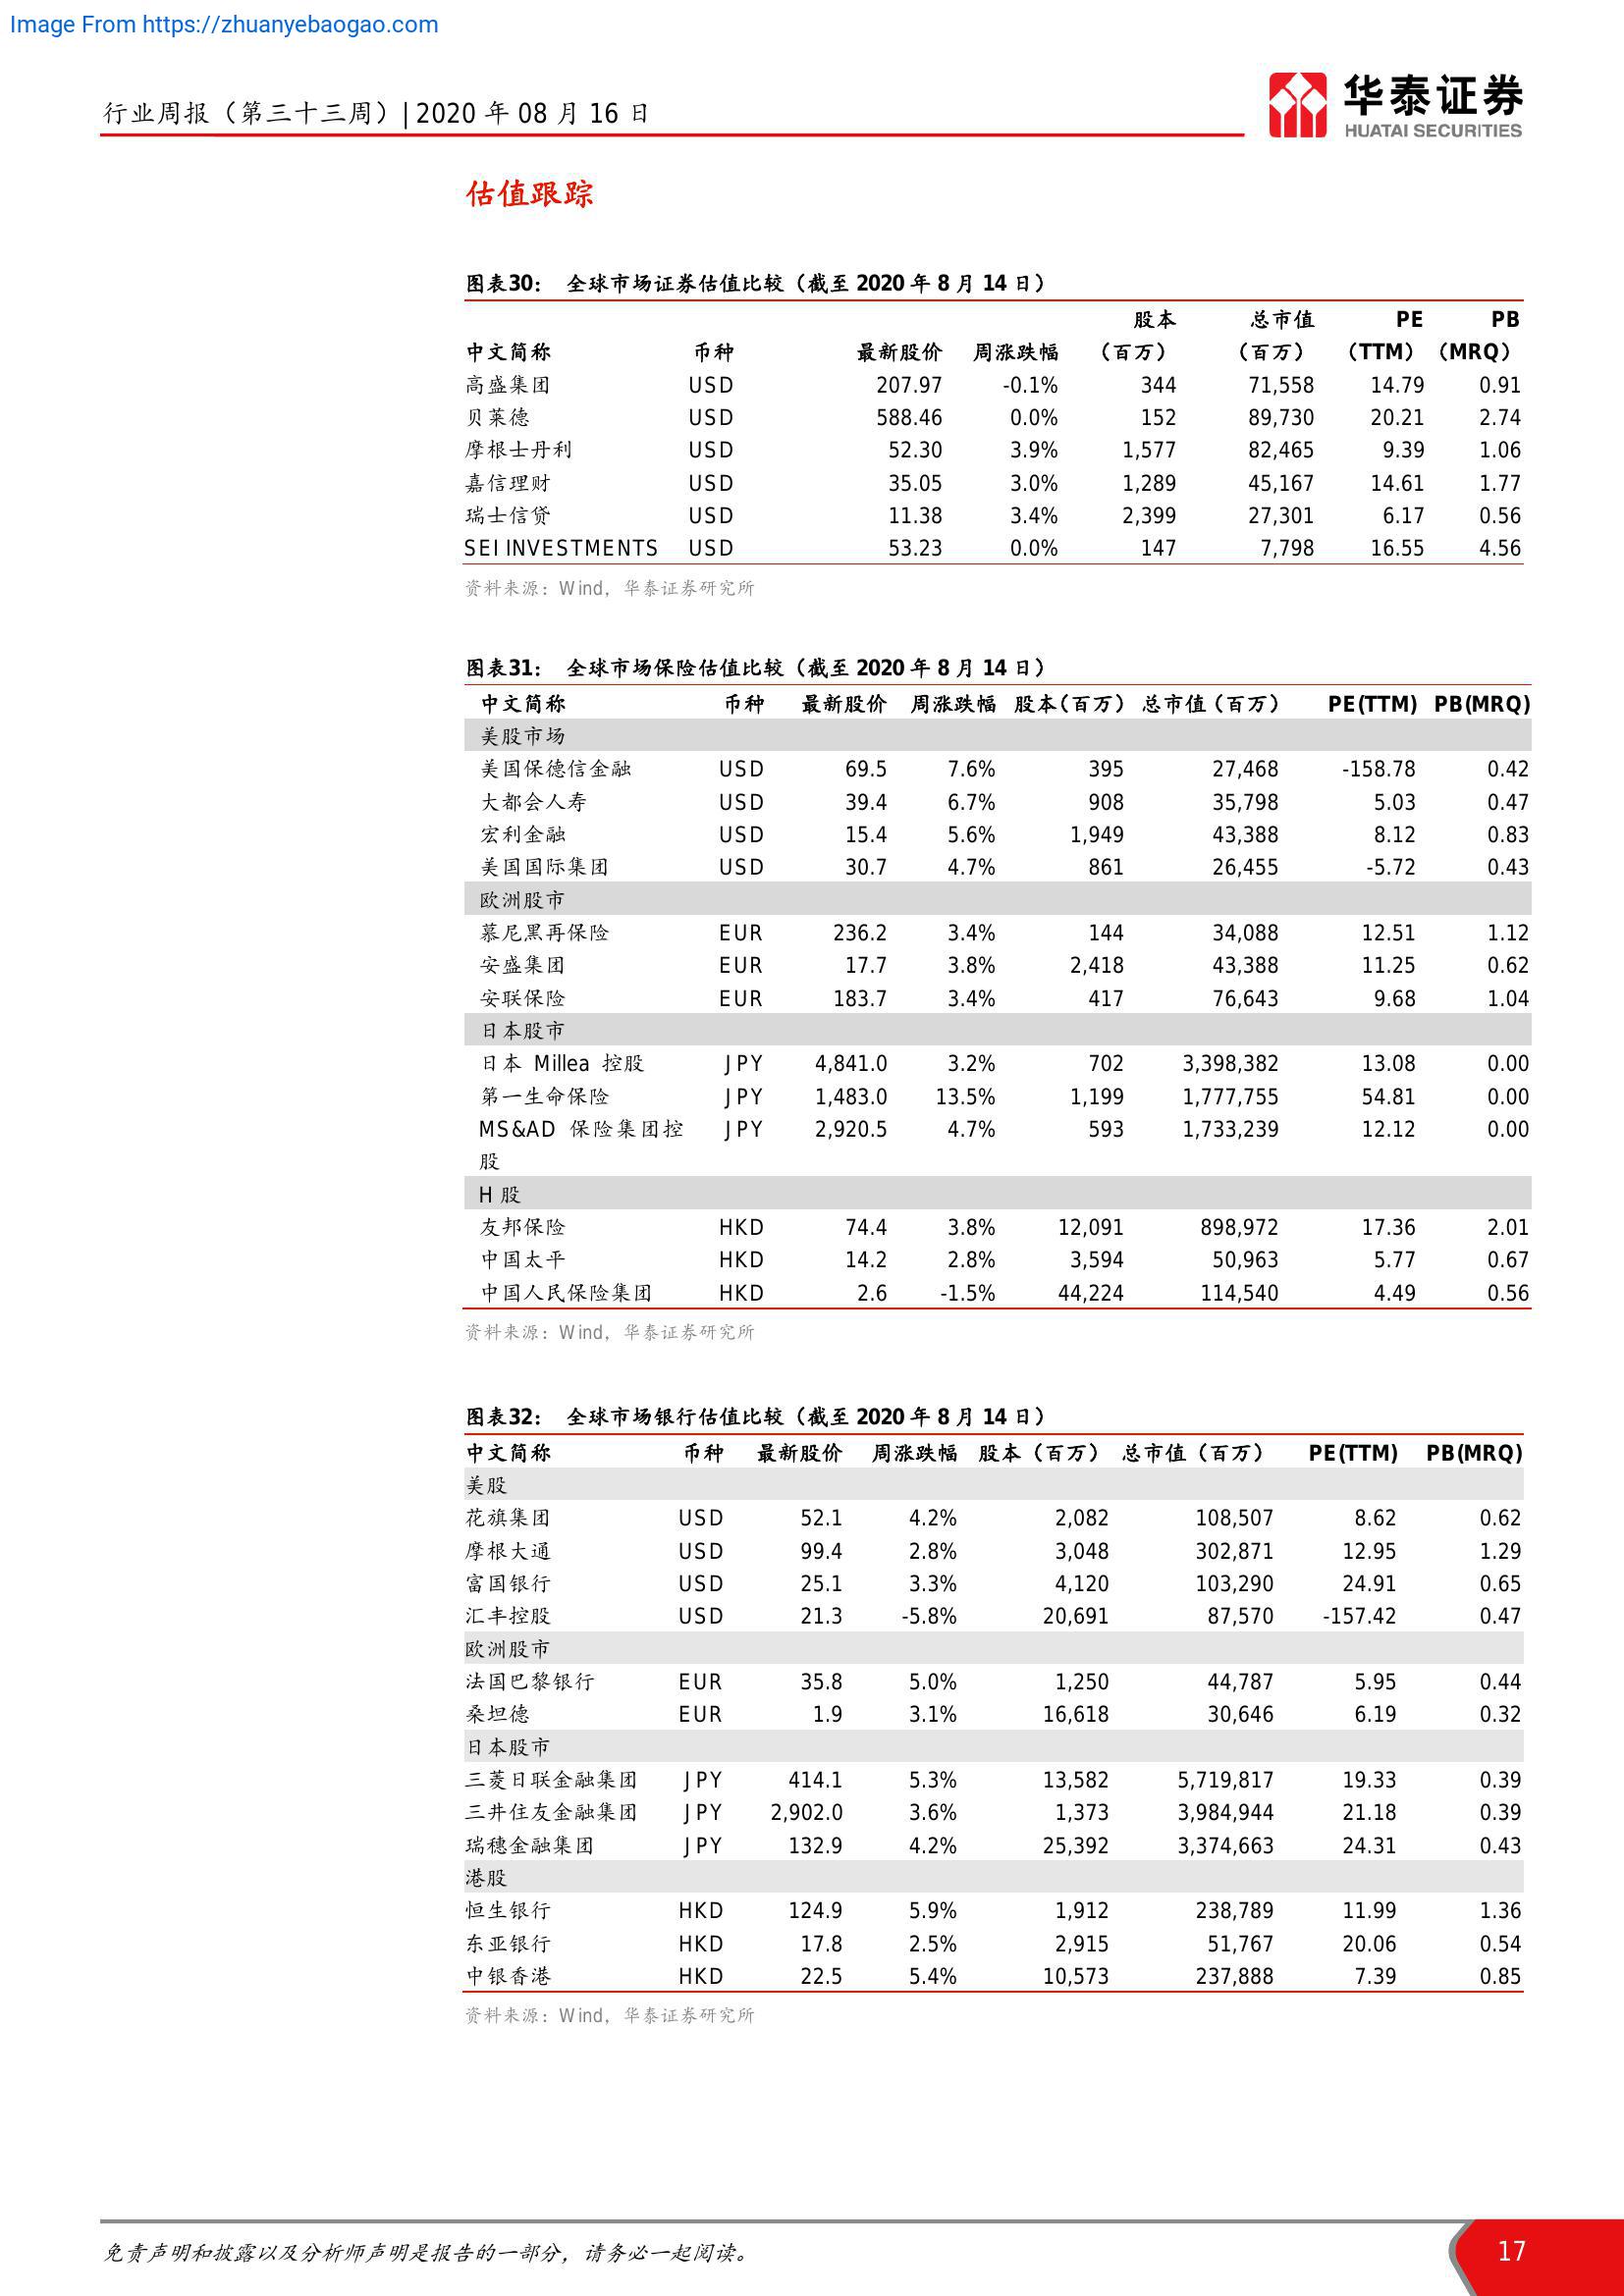 Image From https://zhuanyebaogao.com
行业周报（第三十三周）| 2020 年 08 月 16 日
华泰证券
HUATAI SECURITIES
估值跟踪
图表30： 全球市场证券估值比较（截至 2020 年 8 月 14 日）
股本 总市值 PE PB
中文简称 币种 最新股价 周涨跌幅 （百万） （百万） （TTM） （MRQ）
高盛集团 USD 207.97 -0.1% 344 71,558 14.79 0.91
贝莱德 USD 588.46 0.0% 152 89,730 20.21 2.74
摩根士丹利 USD 52.30 3.9% 1,577 82,465 9.39 1.06
嘉信理财 USD 35.05 3.0% 1,289 45,167 14.61 1.77
瑞士信贷 USD 11.38 3.4% 2,399 27,301 6.17 0.56
SEI INVESTMENTS USD 53.23 0.0% 147 7,798 16.55 4.56
资料来源：Wind，华泰证券研究所
图表31： 全球市场保险估值比较（截至 2020 年 8 月 14 日）
中文简称 币种 最新股价 周涨跌幅 股本（百万） 总市值（百万） PE(TTM) PB(MRQ)
美股市场
美国保德信金融 USD 69.5 7.6% 395 27,468 -158.78 0.42
大都会人寿 USD 39.4 6.7% 908 35,798 5.03 0.47
宏利金融 USD 15.4 5.6% 1,949 43,388 8.12 0.83
美国国际集团 USD 30.7 4.7% 861 26,455 -5.72 0.43
欧洲股市
慕尼黑再保险 EUR 236.2 3.4% 144 34,088 12.51 1.12
安盛集团 EUR 17.7 3.8% 2,418 43,388 11.25 0.62
安联保险 EUR 183.7 3.4% 417 76,643 9.68 1.04
日本股市
日本 Millea 控股 JPY 4,841.0 3.2% 702 3,398,382 13.08 0.00
第一生命保险 JPY 1,483.0 13.5% 1,199 1,777,755 54.81 0.00
MS&AD 保险集团控 JPY 2,920.5 4.7% 593 1,733,239 12.12 0.00
股
H 股
友邦保险 HKD 74.4 3.8% 12,091 898,972 17.36 2.01
中国太平 HKD 14.2 2.8% 3,594 50,963 5.77 0.67
中国人民保险集团 HKD 2.6 -1.5% 44,224 114,540 4.49 0.56
资料来源：Wind，华泰证券研究所
图表32： 全球市场银行估值比较（截至 2020 年 8 月 14 日）
中文简称 币种 最新股价 周涨跌幅 股本（百万） 总市值（百万） PE(TTM) PB(MRQ)
美股
花旗集团 USD 52.1 4.2% 2,082 108,507 8.62 0.62
摩根大通 USD 99.4 2.8% 3,048 302,871 12.95 1.29
富国银行 USD 25.1 3.3% 4,120 103,290 24.91 0.65
汇丰控股 USD 21.3 -5.8% 20,691 87,570 -157.42 0.47
欧洲股市
法国巴黎银行 EUR 35.8 5.0% 1,250 44,787 5.95 0.44
桑坦德 EUR 1.9 3.1% 16,618 30,646 6.19 0.32
日本股市
三菱日联金融集团 JPY 414.1 5.3% 13,582 5,719,817 19.33 0.39
三井住友金融集团 JPY 2,902.0 3.6% 1,373 3,984,944 21.18 0.39
瑞穗金融集团 JPY 132.9 4.2% 25,392 3,374,663 24.31 0.43
港股
恒生银行 HKD 124.9 5.9% 1,912 238,789 11.99 1.36
东亚银行 HKD 17.8 2.5% 2,915 51,767 20.06 0.54
中银香港 HKD 22.5 5.4% 10,573 237,888 7.39 0.85
资料来源：Wind，华泰证券研究所
免责声明和披露以及分析师声明是报告的一部分，请务必一起阅读。
17